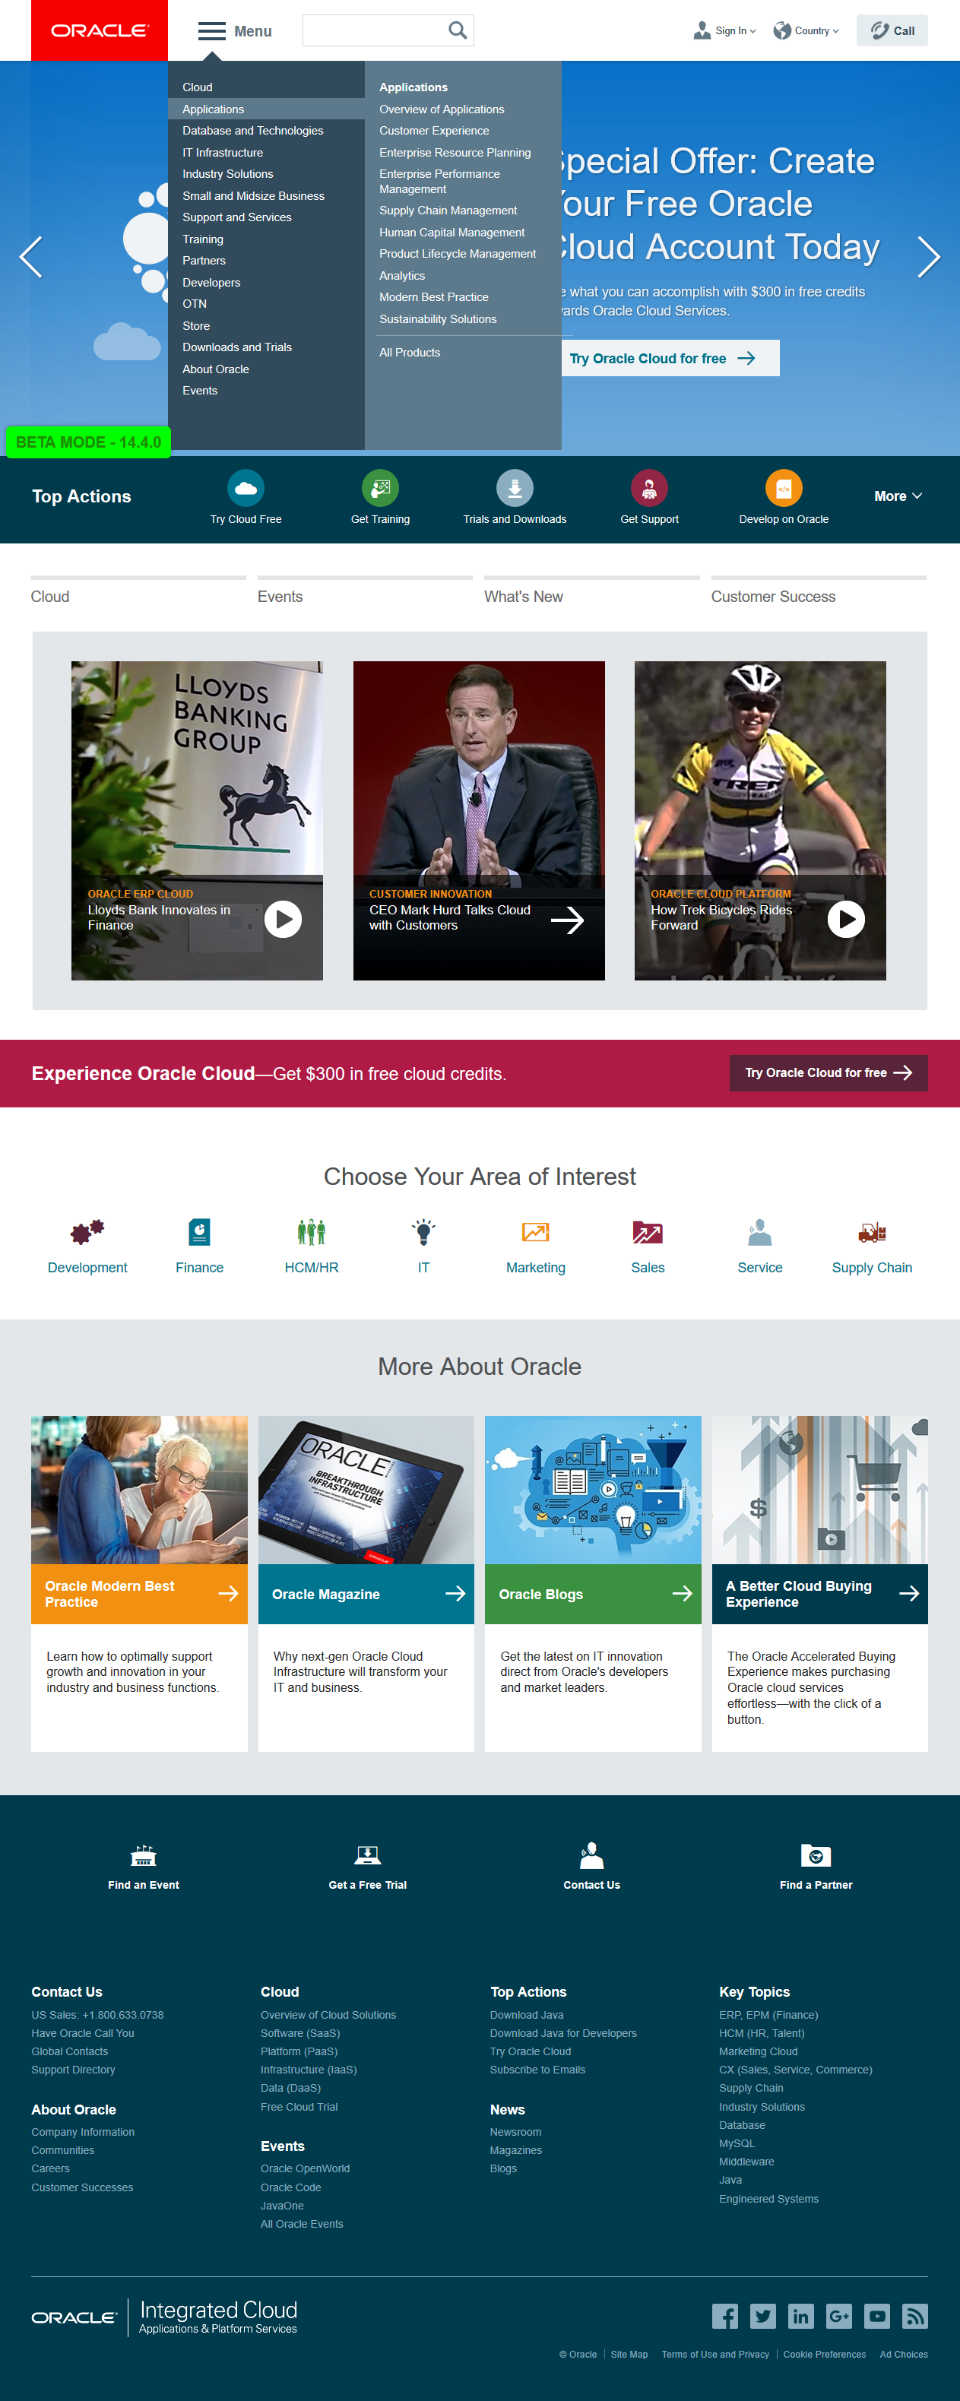 ORACLE
Menu
Sign In
Country
Call
Cloud
Applications
Database and Technologies
IT Infrastructure
Industry Solutions
Small and Midsize Business
Support and Services
Training
Partners
Developers
OTN
Store
Downloads and Trials
About Oracle
Events
Applications
Overview of Applications
Customer Experience
Enterprise Resource Planning
Enterprise Performance
Management
Supply Chain Management
Human Capital Management
Product Lifecycle Management
Analytics
Modern Best Practice
Sustainability Solutions
All Products
Special Offer: Create
Your Free Oracle
Cloud Account Today
what you can accomplish with $300 in free credits
Oracle Cloud Services.
Try Oracle Cloud for free
BETA MODE - 14.4.0
Top Actions
Try Cloud Free
Get Training
Trials and Downloads
Get Support
Develop on Oracle
More
Cloud
Events
What's New
Customer Success
LLOYDS
BANKING
GROUP
ORACLE ERP CLOUD
Lloyds Bank Innovates in
Finance
CUSTOMER INNOVATION
CEO Mark Hurd Talks Cloud
with Customers
TREK
ORACLE CLOUD PLATFORM
How Trek Bicycles Rides
Forward
Experience Oracle Cloud—Get $300 in free cloud credits.
Try Oracle Cloud for free
Choose Your Area of Interest
Development
Finance
HCM/HR
IT
Marketing
Sales
Service
Supply Chain
More About Oracle
ORACLE
BREAKTHROUGH
INFRASTRUCTURE
Oracle Modern Best
Practice
Learn how to optimally support
growth and innovation in your
industry and business functions.
Oracle Magazine
Why next-gen Oracle Cloud
Infrastructure will transform your
IT and business.
Oracle Blogs
Get the latest on IT innovation
direct from Oracle's developers
and market leaders.
$
A Better Cloud Buying
Experience
The Oracle Accelerated Buying
Experience makes purchasing
Oracle cloud services
effortless—with the click of a
button.
Find an Event
Get a Free Trial
Contact Us
Find a Partner
Contact Us
US Sales: +1.800.633.0738
Have Oracle Call You
Global Contacts
Support Directory
About Oracle
Company Information
Communities
Careers
Customer Successes
Cloud
Overview of Cloud Solutions
Software (SaaS)
Platform (PaaS)
Infrastructure (IaaS)
Data (DaaS)
Free Cloud Trial
Events
Oracle OpenWorld
Oracle Code
JavaOne
All Oracle Events
Top Actions
Download Java
Download Java for Developers
Try Oracle Cloud
Subscribe to Emails
News
Newsroom
Magazines
Blogs
Key Topics
ERP, EPM (Finance)
HCM (HR, Talent)
Marketing Cloud
CX (Sales, Service, Commerce)
Supply Chain
Industry Solutions
Database
MySQL
Middleware
Java
Engineered Systems
ORACLE
Integrated Cloud
Applications & Platform Services
© Oracle
Site Map
Terms of Use and Privacy
Cookie Preferences
Ad Choices